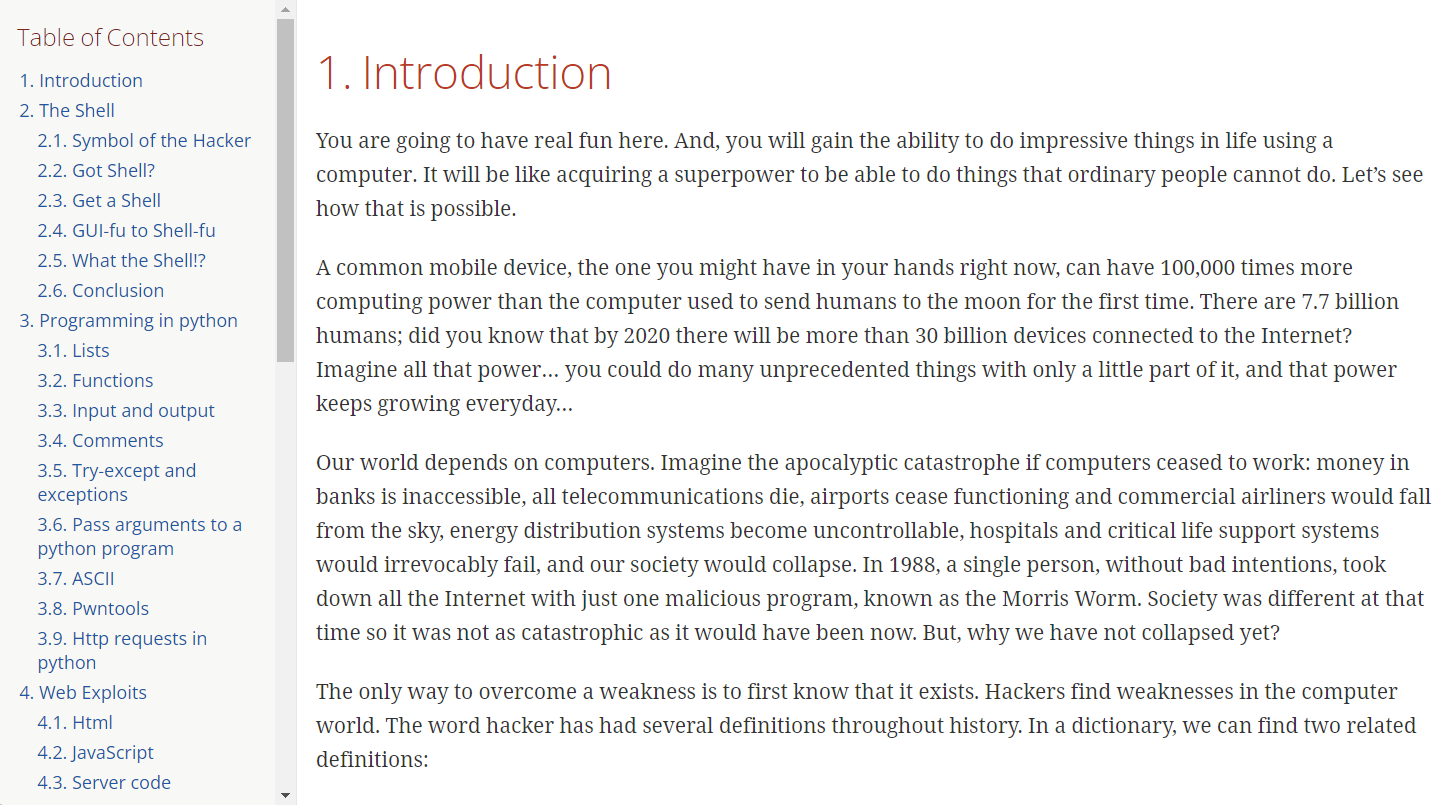 Table of Contents
1. Introduction
2. The Shell
2.1. Symbol of the Hacker
2.2. Got Shell?
2.3. Get a Shell
2.4. GUI-fu to Shell-fu
2.5. What the Shell!?
2.6. Conclusion
3. Programming in python
3.1. Lists
3.2. Functions
3.3. Input and output
3.4. Comments
3.5. Try-except and
exceptions
3.6. Pass arguments to a
python program
3.7. ASCII
3.8. Pwntools
3.9. Http requests in
python
4. Web Exploits
4.1. Html
4.2. JavaScript
4.3. Server code
1. Introduction
You are going to have real fun here. And, you will gain the ability to do impressive things in life using a
computer. It will be like acquiring a superpower to be able to do things that ordinary people cannot do. Let’s see
how that is possible.
A common mobile device, the one you might have in your hands right now, can have 100,000 times more
computing power than the computer used to send humans to the moon for the first time. There are 7.7 billion
humans; did you know that by 2020 there will be more than 30 billion devices connected to the Internet?
Imagine all that power… you could do many unprecedented things with only a little part of it, and that power
keeps growing everyday…
Our world depends on computers. Imagine the apocalyptic catastrophe if computers ceased to work: money in
banks is inaccessible, all telecommunications die, airports cease functioning and commercial airliners would fall
from the sky, energy distribution systems become uncontrollable, hospitals and critical life support systems
would irrevocably fail, and our society would collapse. In 1988, a single person, without bad intentions, took
down all the Internet with just one malicious program, known as the Morris Worm. Society was different at that
time so it was not as catastrophic as it would have been now. But, why we have not collapsed yet?
The only way to overcome a weakness is to first know that it exists. Hackers find weaknesses in the computer
world. The word hacker has had several definitions throughout history. In a dictionary, we can find two related
definitions: